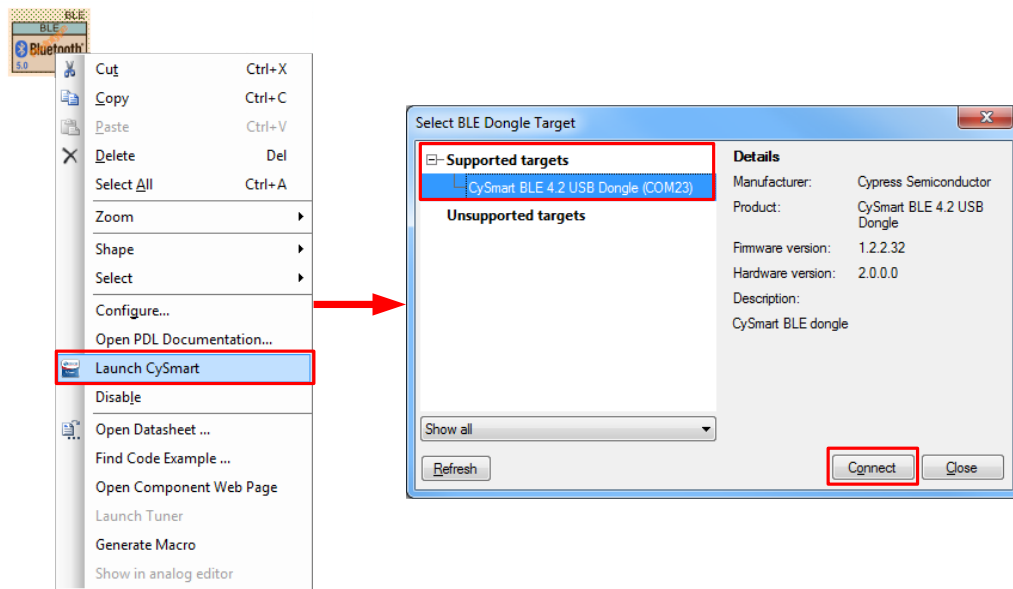 BLE
BLE
Bluetooth
5.0
Cut Ctrl+X
Copy Ctrl+C
Paste Ctrl+V
Delete Del
Select All Ctrl+A
Zoom
Shape
Select
Configure...
Open PDL Documentation...
Launch CySmart
Disable
Open Datasheet ...
Find Code Example ...
Open Component Web Page
Launch Tuner
Generate Macro
Show in analog editor
Select BLE Dongle Target
Supported targets
CySmart BLE 4.2 USB Dongle (COM23)
Unsupported targets
Show all
Refresh
Details
Manufacturer: Cypress Semiconductor
Product: CySmart BLE 4.2 USB
Dongle
Firmware version: 1.2.2.32
Hardware version: 2.0.0.0
Description:
CySmart BLE dongle
Connect Close